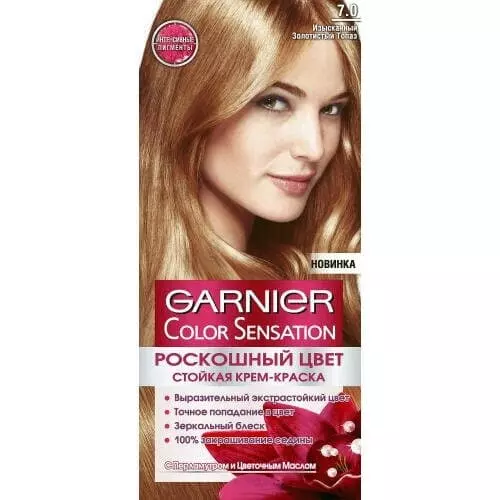 7.0
Изысканный
Золотистый Топаз
ИНТЕНСИВНЫЕ
ПИГМЕНТЫ
НОВИНКА
GARNIER
COLOR SENSATION
РОСКОШНЫЙ ЦВЕТ
СТОЙКАЯ КРЕМ-КРАСКА
• Выразительный экстрастойкий цвет
• Точное попадание в цвет
• Зеркальный блеск
• 100% закрашивание седины
С Перламутром и Цветочным Маслом